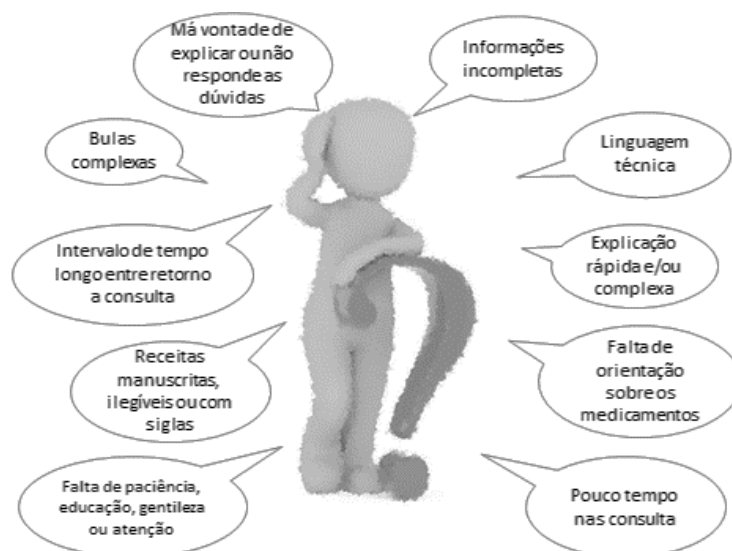 Má vontade de
explicar ou não
responde as
dúvidas
Informações
incompletas
Bulas
complexas
Linguagem
técnica
Intervalo de tempo
longo entre retorno
a consulta
Explicação
rápida e/ou
complexa
Receitas
manuscritas,
ilegíveis ou com
siglas
Falta de
orientação
sobre os
medicamentos
Falta de paciência,
educação, gentileza
ou atenção
Pouco tempo
nas consulta